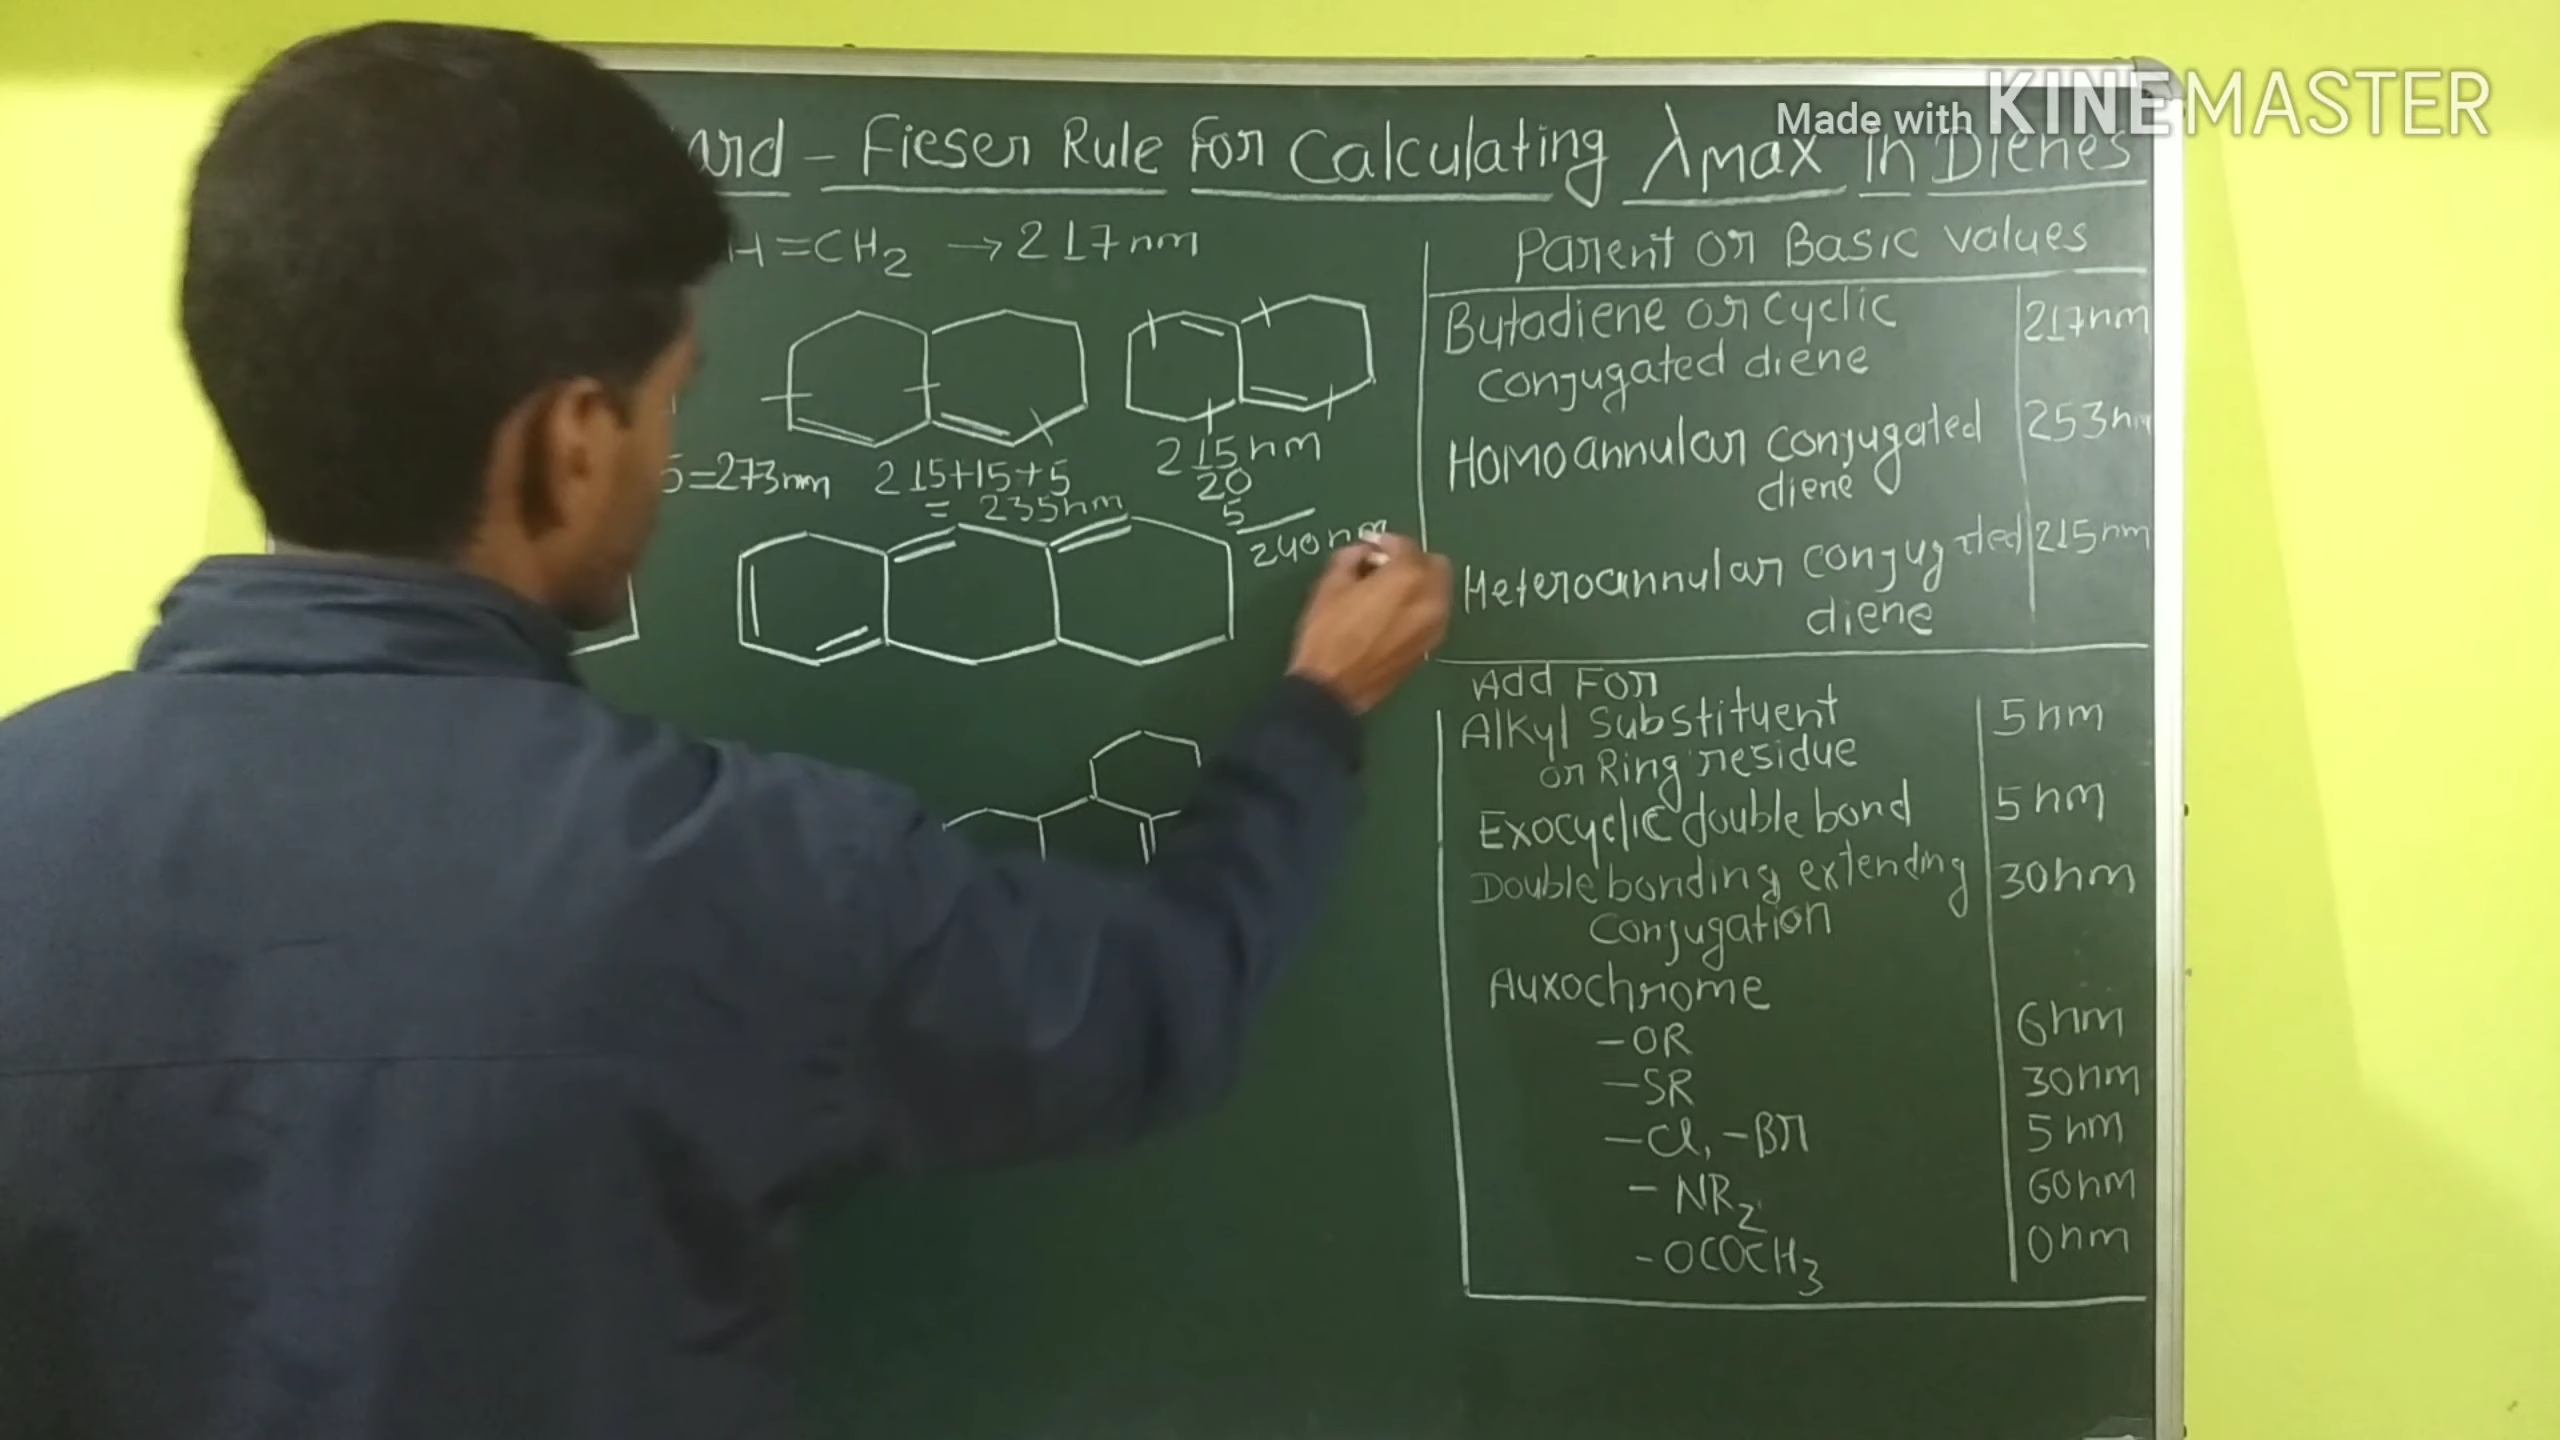 Made with KINEMASTER
ard - Fieser Rule For Calculating λmax in Dienes
H=CH2 → 217nm
5=273nm
215+15+5
= 235nm
215nm
20
5
240nm
Parent or Basic values
Butadiene or Cyclic 217nm
conjugated diene
Homoannular conjugated 253nm
diene
Heteroannular conjugated 215nm
diene
Add For
Alkyl Substituent 5nm
or Ring residue
Exocyclic double bond 5nm
Double bonding extending 30nm
Conjugation
Auxochrome
-OR 6nm
-SR 30nm
-Cl, -Br 5nm
- NR2 60nm
-OCOCH3 0nm